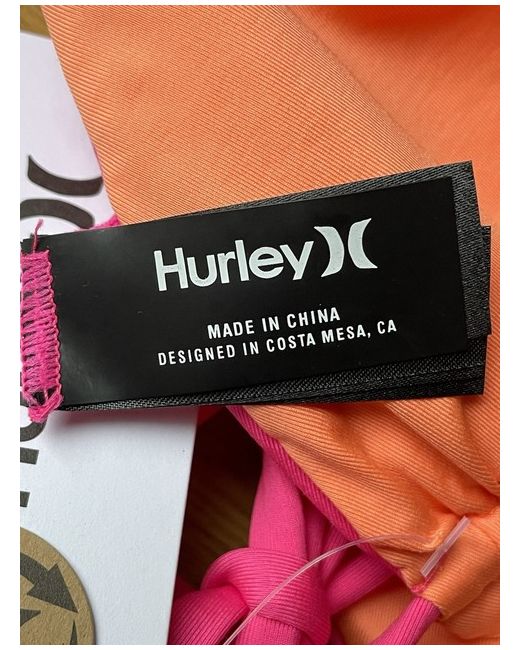 Hurley
MADE IN CHINA
DESIGNED IN COSTA MESA, CA